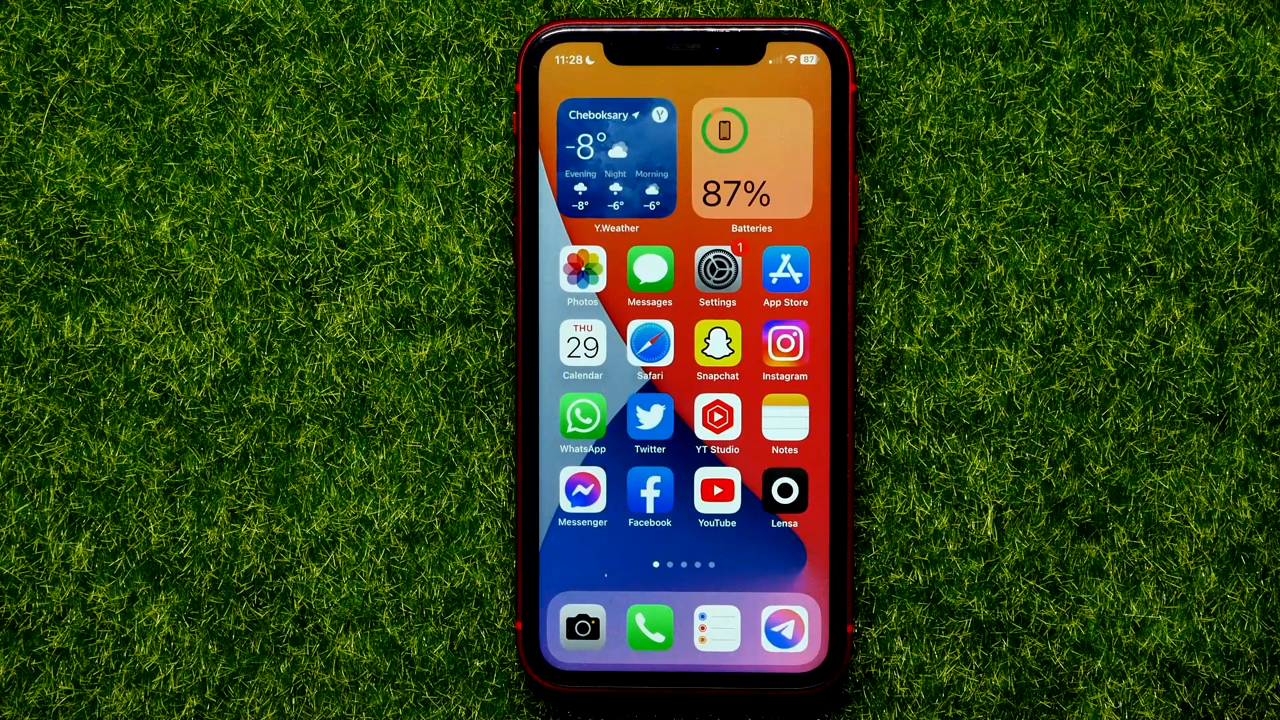 11:28
87
Cheboksary
Y
-8°
Evening Night Morning
-8° -6° -6°
87%
Y.Weather Batteries
1
Photos Messages Settings App Store
THU
29
Calendar Safari Snapchat Instagram
WhatsApp Twitter YT Studio Notes
Messenger Facebook YouTube Lensa